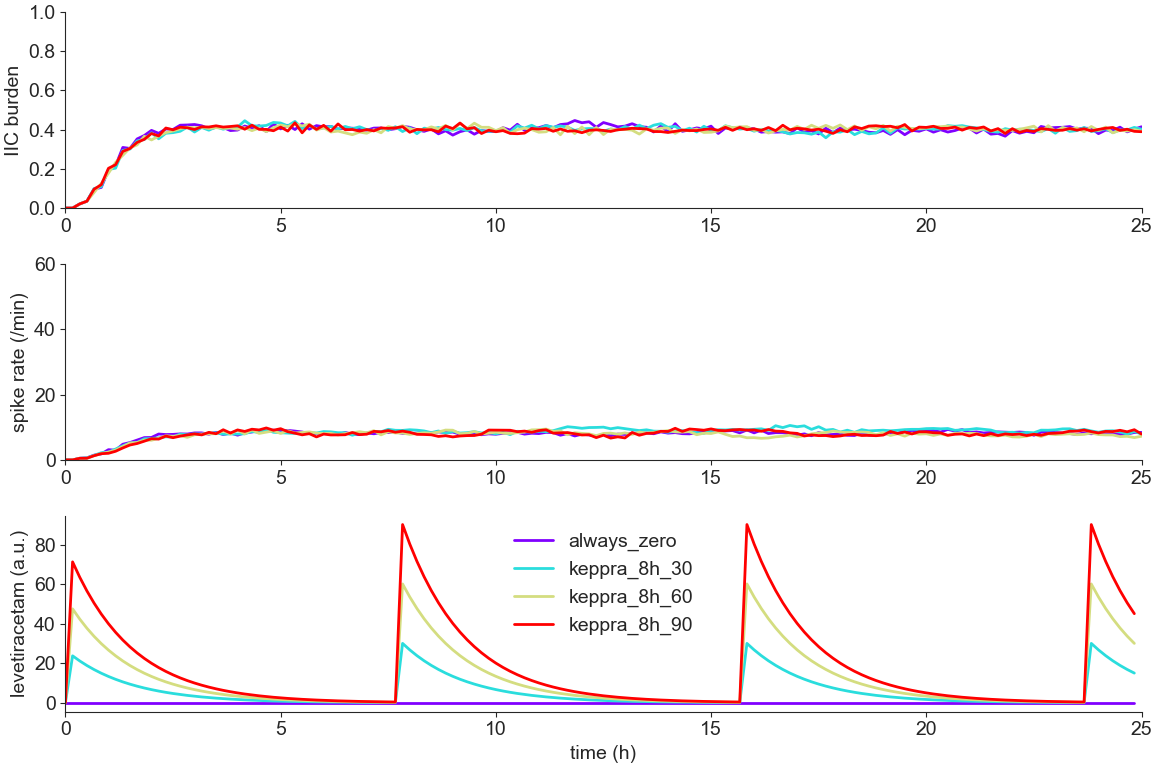 1.0
0.8
0.6
0.4
0.2
0.0
IIC burden
0 5 10 15 20 25
60
40
20
0
spike rate (/min)
0 5 10 15 20 25
80
60
40
20
0
levetiracetam (a.u.)
always_zero
keppra_8h_30
keppra_8h_60
keppra_8h_90
0 5 10 15 20 25
time (h)